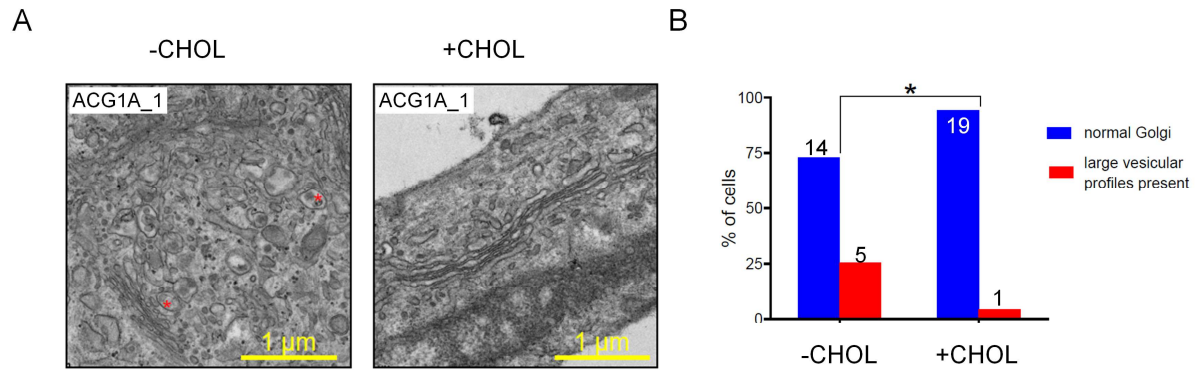 A
-CHOL
+CHOL
ACG1A_1
ACG1A_1
*
*
1 µm
1 µm
B
*
100
75
50
25
0
% of cells
14
5
19
1
-CHOL
+CHOL
normal Golgi
large vesicular
profiles present